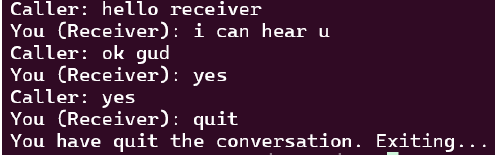 Caller: hello receiver
You (Receiver): i can hear u
Caller: ok gud
You (Receiver): yes
Caller: yes
You (Receiver): quit
You have quit the conversation. Exiting...